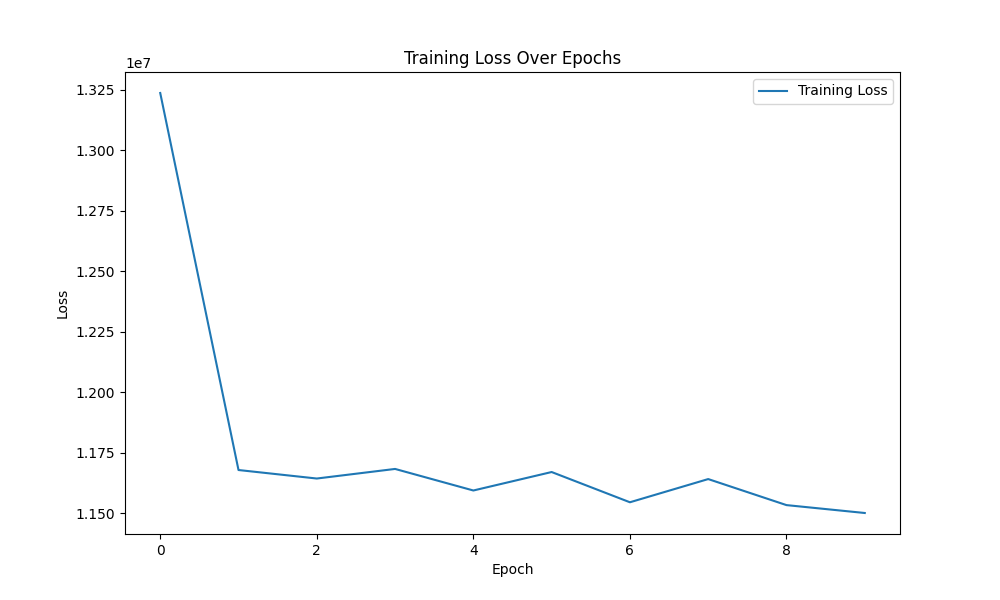 Training Loss Over Epochs
1e7
Training Loss
1.325
1.300
1.275
1.250
1.225
1.200
1.175
1.150
Loss
0 2 4 6 8
Epoch